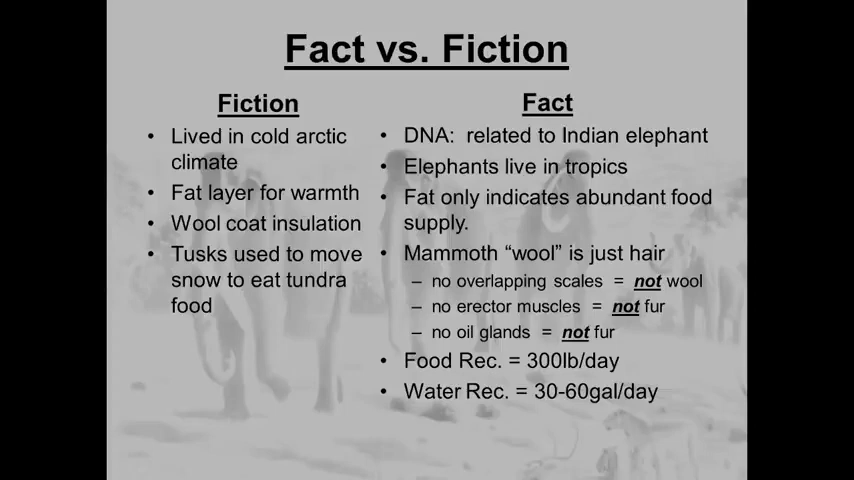 Fact vs. Fiction
Fiction
• Lived in cold arctic
climate
• Fat layer for warmth
• Wool coat insulation
• Tusks used to move
snow to eat tundra
food
Fact
• DNA: related to Indian elephant
• Elephants live in tropics
• Fat only indicates abundant food
supply.
• Mammoth “wool” is just hair
– no overlapping scales = not wool
– no erector muscles = not fur
– no oil glands = not fur
• Food Rec. = 300lb/day
• Water Rec. = 30-60gal/day